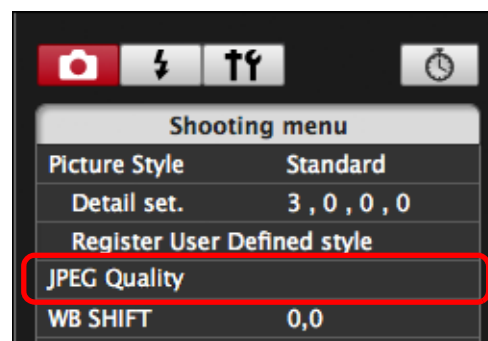 Shooting menu
Picture Style Standard
Detail set. 3 , 0 , 0 , 0
Register User Defined style
JPEG Quality
WB SHIFT 0,0